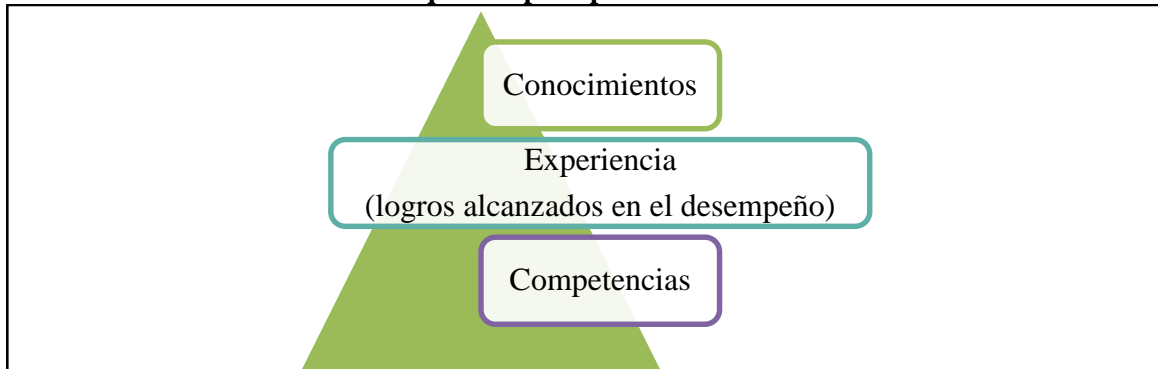 Conocimientos
Experiencia
(logros alcanzados en el desempeño)
Competencias